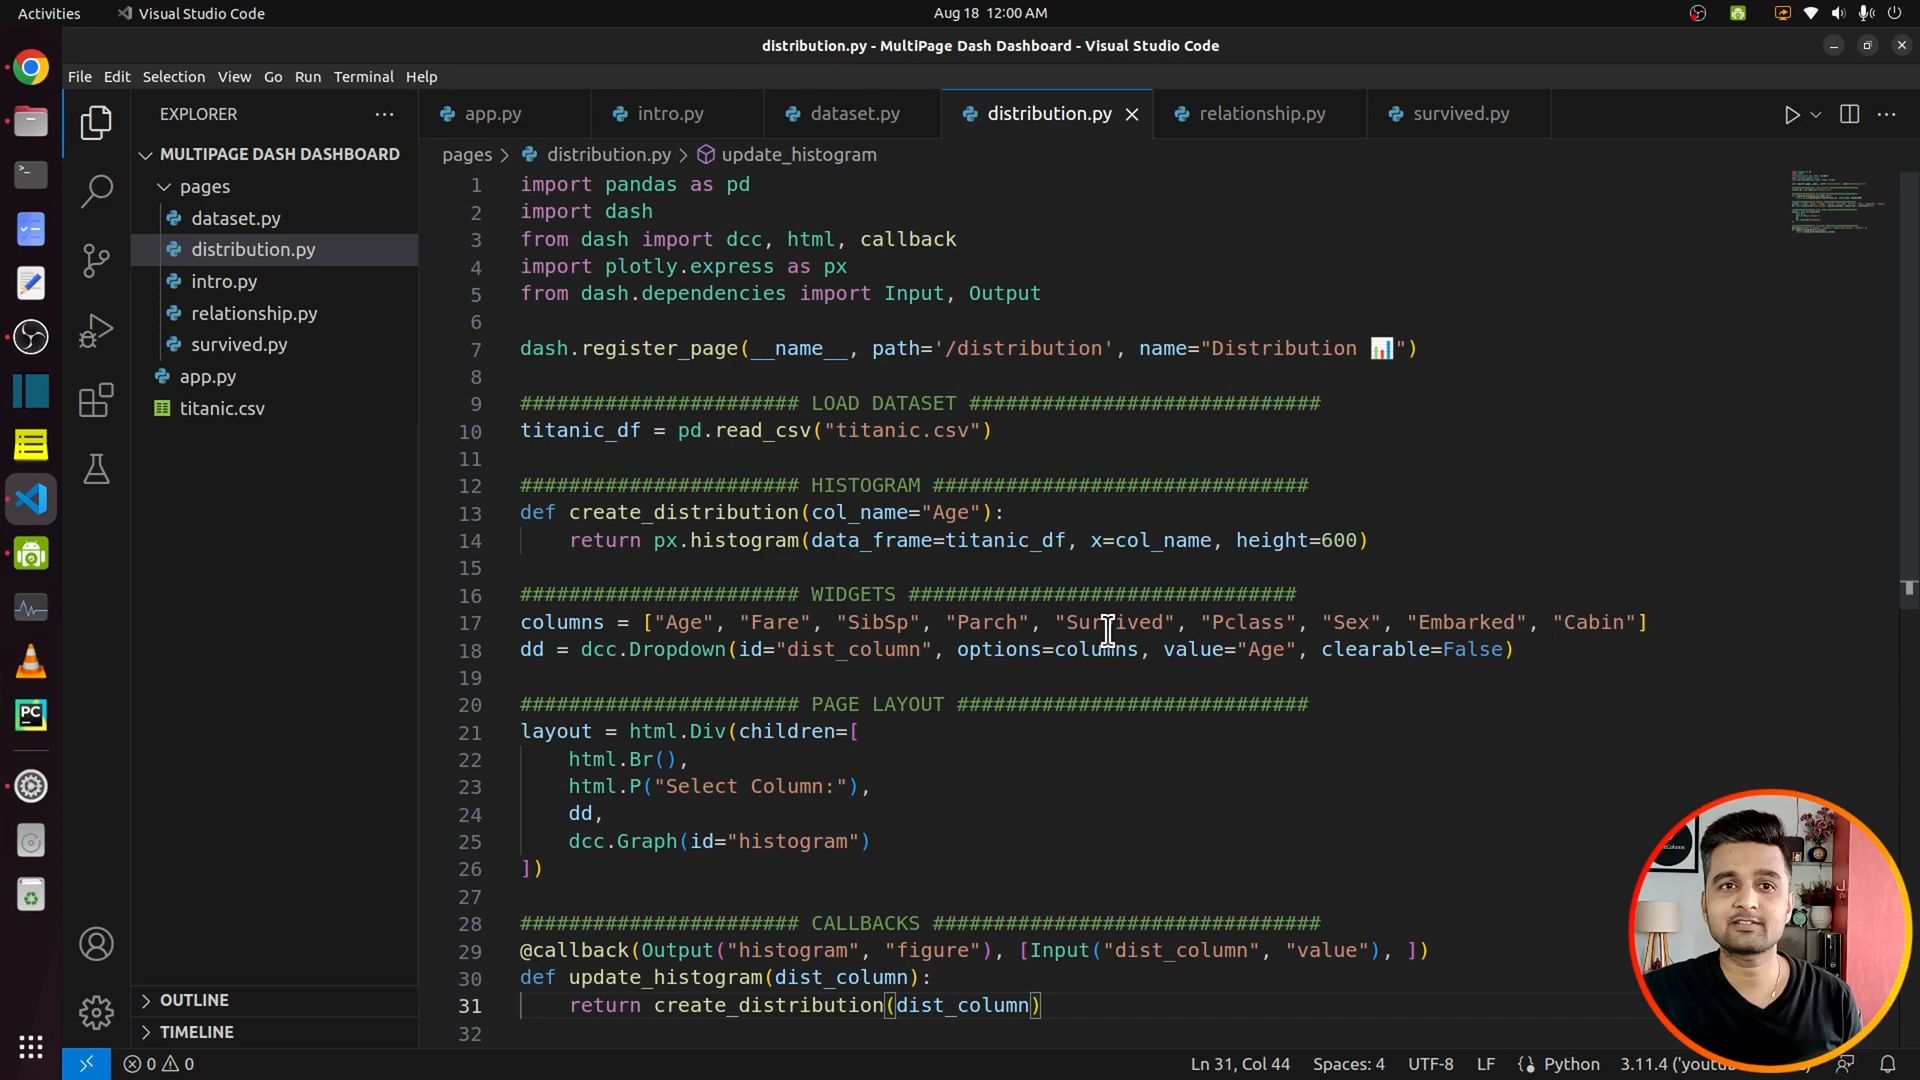 Activities
Visual Studio Code
Aug 18 12:00 AM
distribution.py - MultiPage Dash Dashboard - Visual Studio Code
File Edit Selection View Go Run Terminal Help
EXPLORER
MULTIPAGE DASH DASHBOARD
pages
dataset.py
distribution.py
intro.py
relationship.py
survived.py
app.py
titanic.csv
OUTLINE
TIMELINE
app.py intro.py dataset.py distribution.py relationship.py survived.py
pages > distribution.py > update_histogram
1 import pandas as pd
2 import dash
3 from dash import dcc, html, callback
4 import plotly.express as px
5 from dash.dependencies import Input, Output
6
7 dash.register_page(__name__, path='/distribution', name="Distribution 📊")
8
9 ####################### LOAD DATASET #############################
10 titanic_df = pd.read_csv("titanic.csv")
11
12 ####################### HISTOGRAM ###############################
13 def create_distribution(col_name="Age"):
14     return px.histogram(data_frame=titanic_df, x=col_name, height=600)
15
16 ####################### WIDGETS ################################
17 columns = ["Age", "Fare", "SibSp", "Parch", "Survived", "Pclass", "Sex", "Embarked", "Cabin"]
18 dd = dcc.Dropdown(id="dist_column", options=columns, value="Age", clearable=False)
19
20 ####################### PAGE LAYOUT #############################
21 layout = html.Div(children=[
22     html.Br(),
23     html.P("Select Column:"),
24     dd,
25     dcc.Graph(id="histogram")
26 ])
27
28 ####################### CALLBACKS ################################
29 @callback(Output("histogram", "figure"), [Input("dist_column", "value"), ])
30 def update_histogram(dist_column):
31     return create_distribution(dist_column)
32
0 0
Ln 31, Col 44 Spaces: 4 UTF-8 LF Python 3.11.4
PC